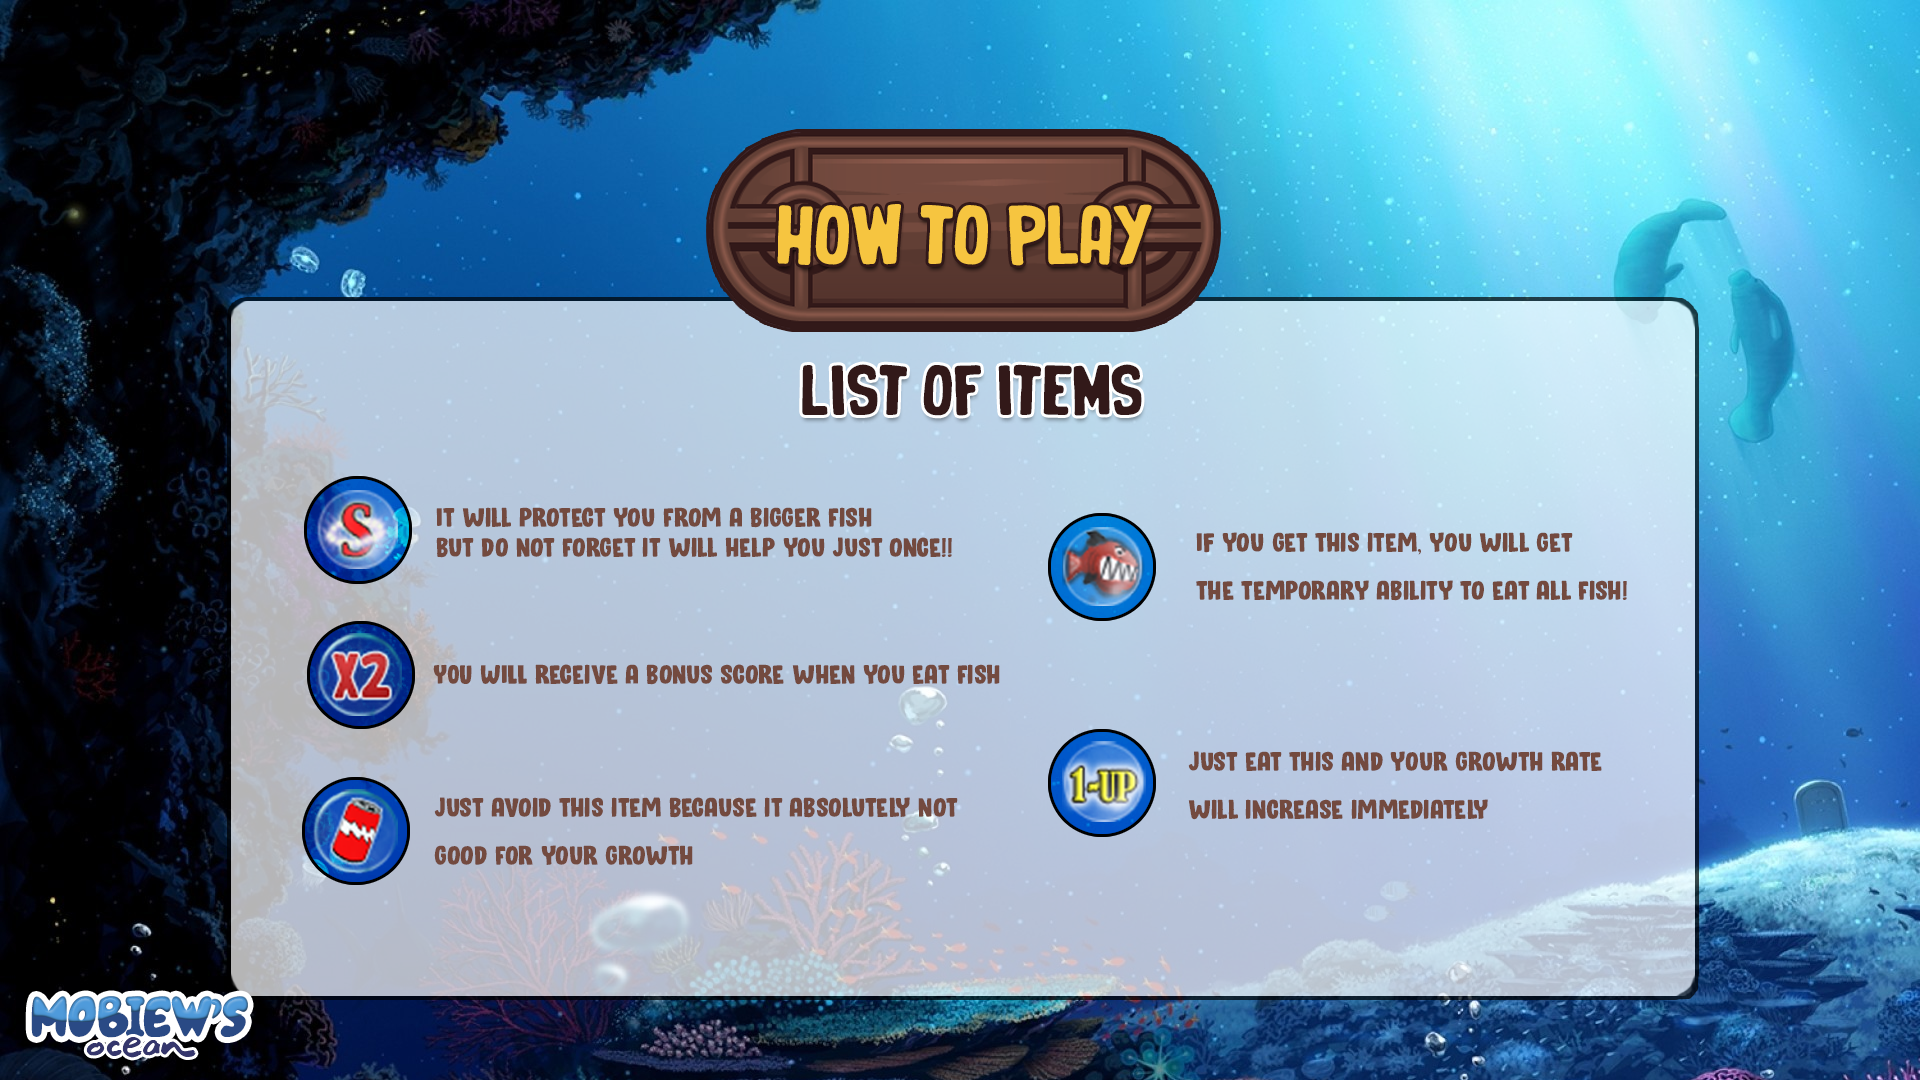 HOW TO PLAY
LIST OF ITEMS
S
IT WILL PROTECT YOU FROM A BIGGER FISH
BUT DO NOT FORGET IT WILL HELP YOU JUST ONCE!!
X2
YOU WILL RECEIVE A BONUS SCORE WHEN YOU EAT FISH
JUST AVOID THIS ITEM BECAUSE IT ABSOLUTELY NOT
GOOD FOR YOUR GROWTH
IF YOU GET THIS ITEM, YOU WILL GET
THE TEMPORARY ABILITY TO EAT ALL FISH!
1-UP
JUST EAT THIS AND YOUR GROWTH RATE
WILL INCREASE IMMEDIATELY
MOBIEW'S
ocean